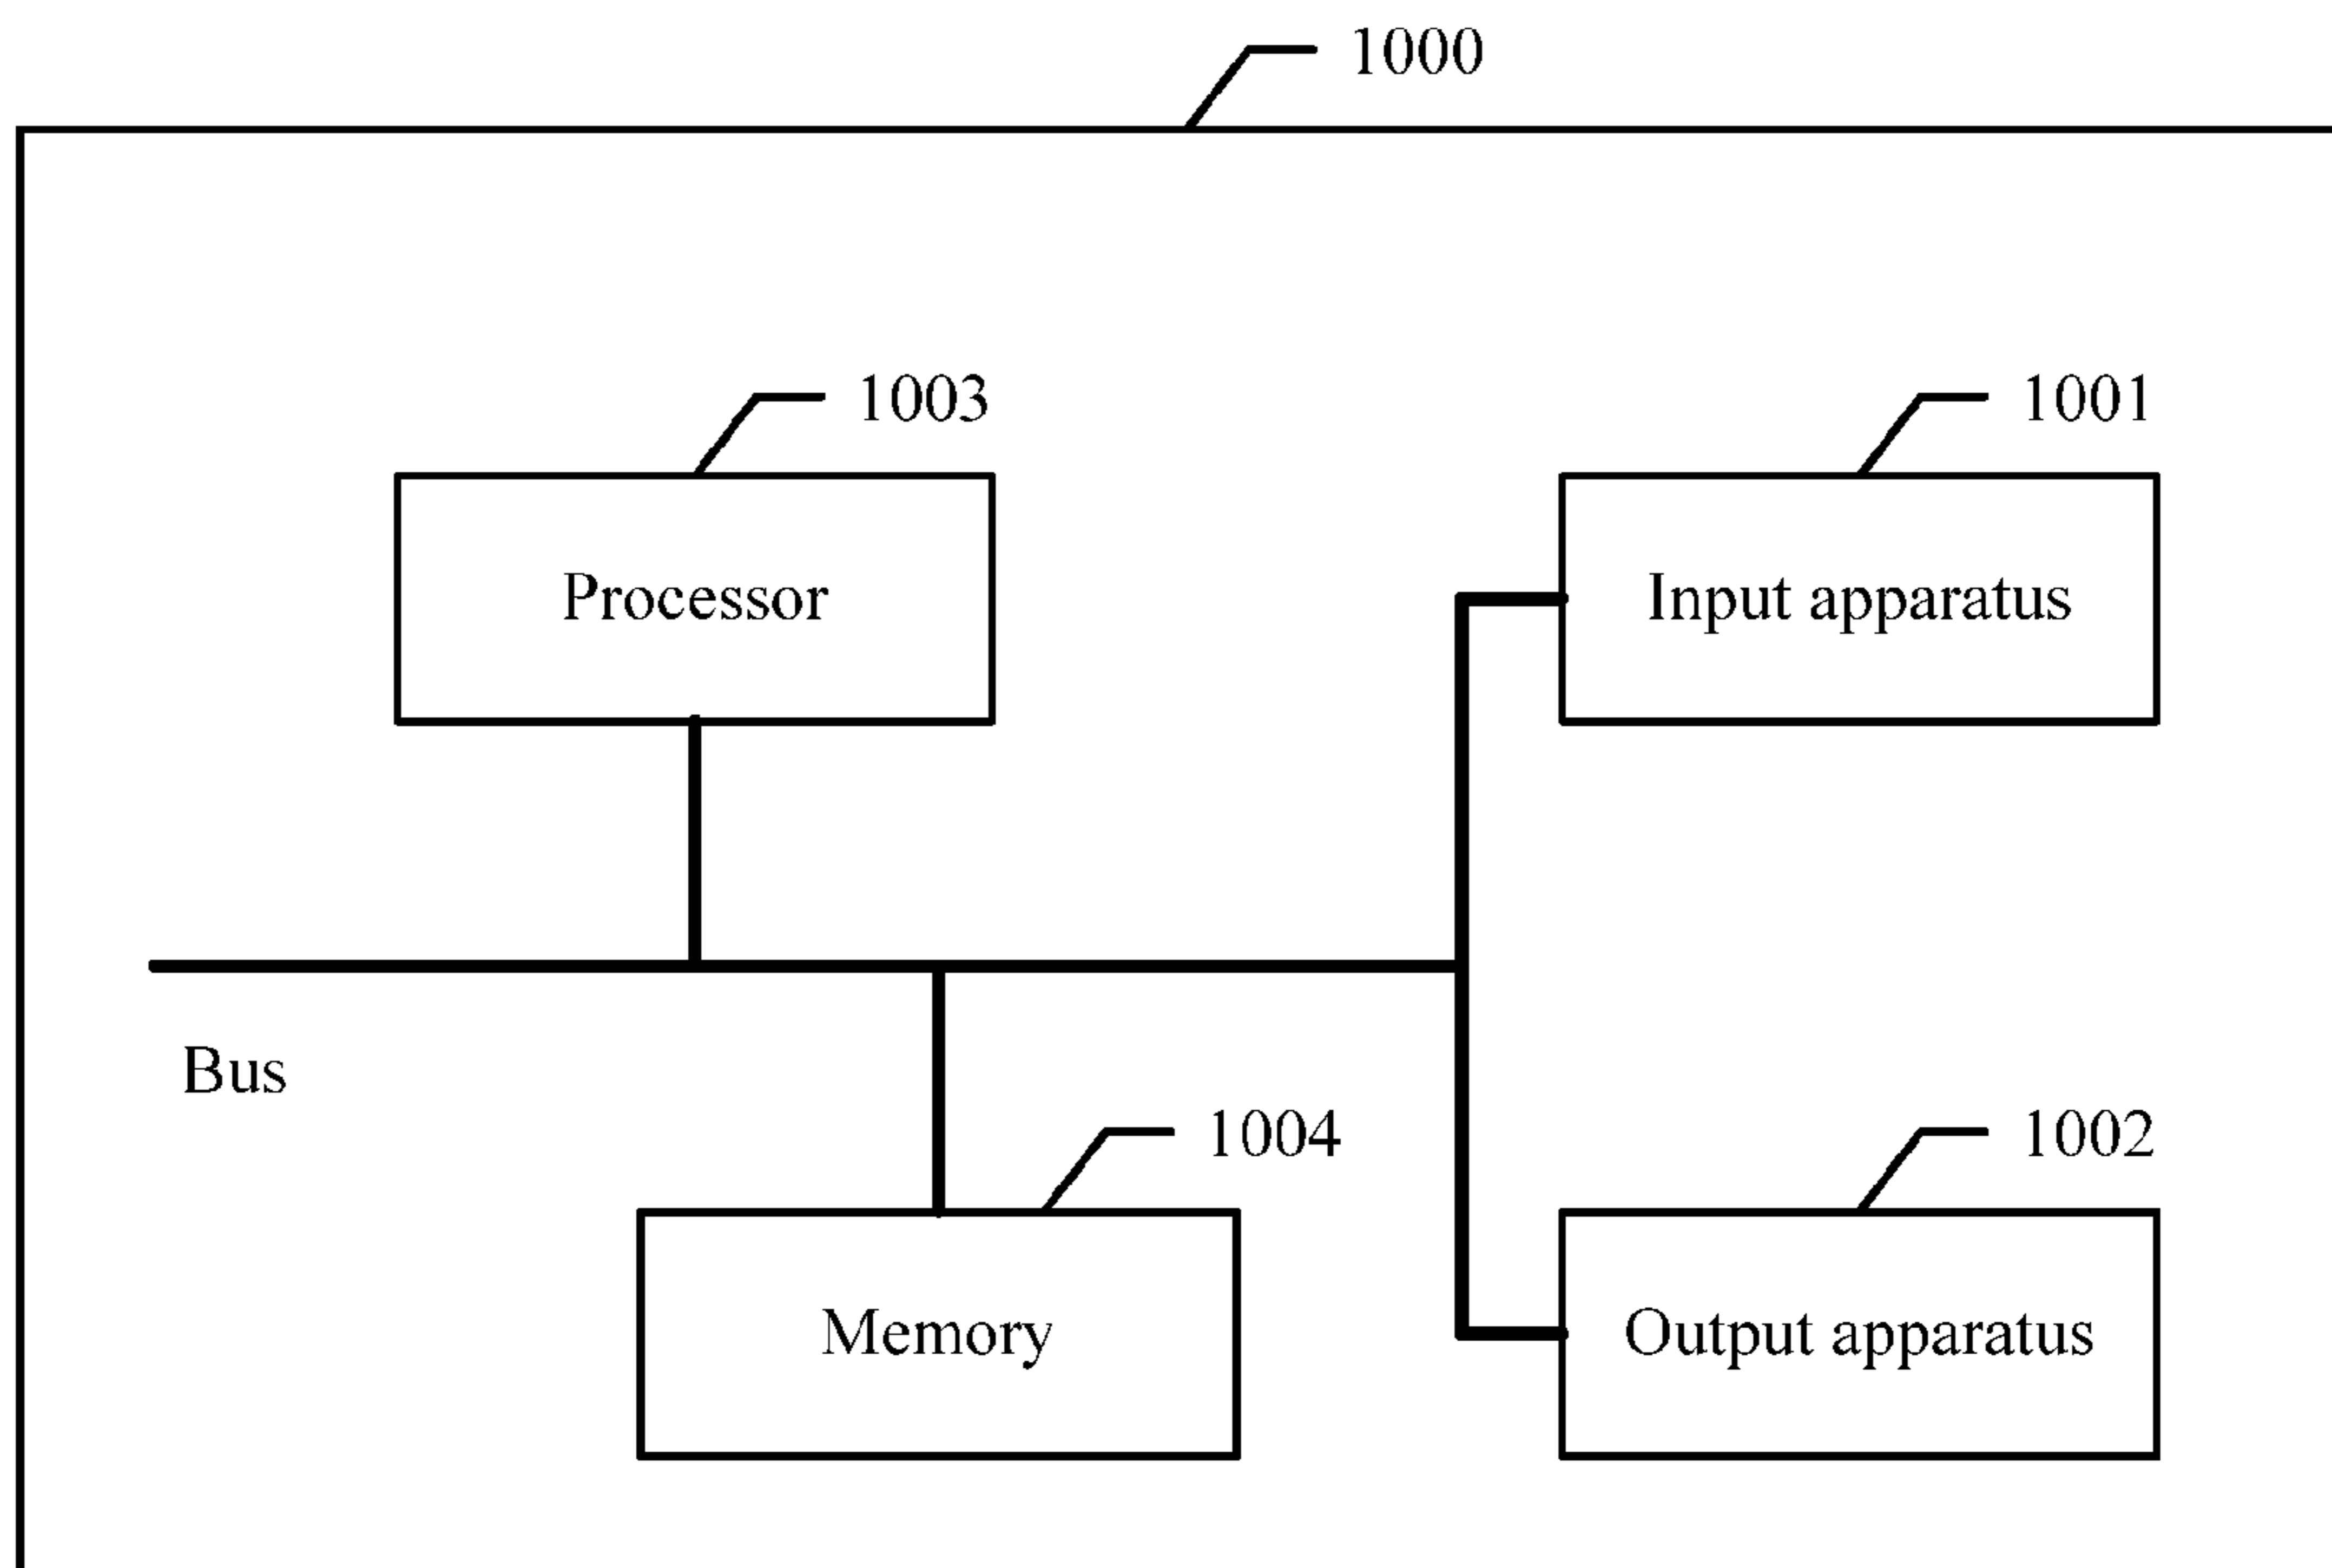 1000
1003
1001
Processor
Input apparatus
Bus
1004
1002
Memory
Output apparatus